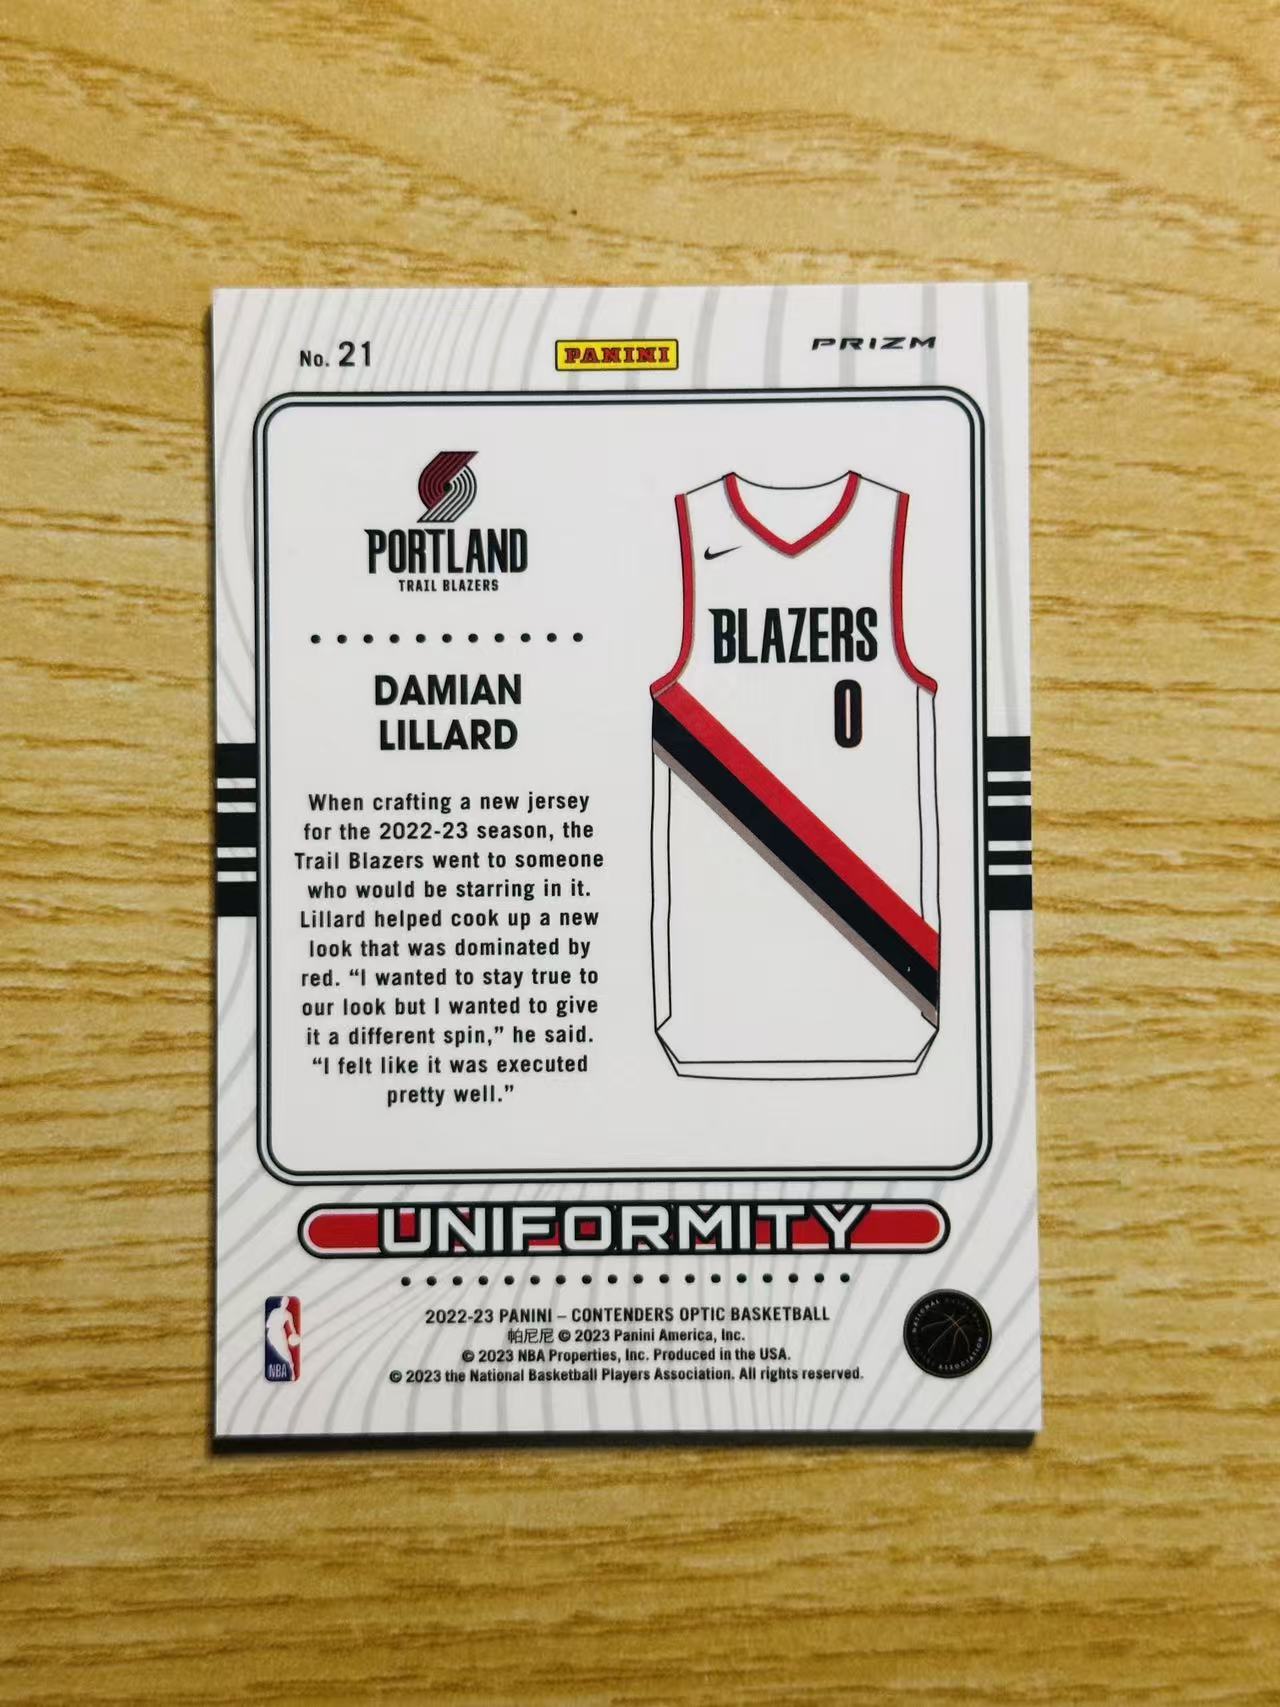 No. 21
PANINI
PRIZM
PORTLAND
TRAIL BLAZERS
DAMIAN
LILLARD
When crafting a new jersey
for the 2022-23 season, the
Trail Blazers went to someone
who would be starring in it.
Lillard helped cook up a new
look that was dominated by
red. “I wanted to stay true to
our look but I wanted to give
it a different spin,” he said.
“I felt like it was executed
pretty well.”
BLAZERS
0
UNIFORMITY
2022-23 PANINI – CONTENDERS OPTIC BASKETBALL
帕尼尼 © 2023 Panini America, Inc.
© 2023 NBA Properties, Inc. Produced in the USA.
© 2023 the National Basketball Players Association. All rights reserved.
NBA
NATIONAL BASKETBALL
PLAYERS ASSOCIATION